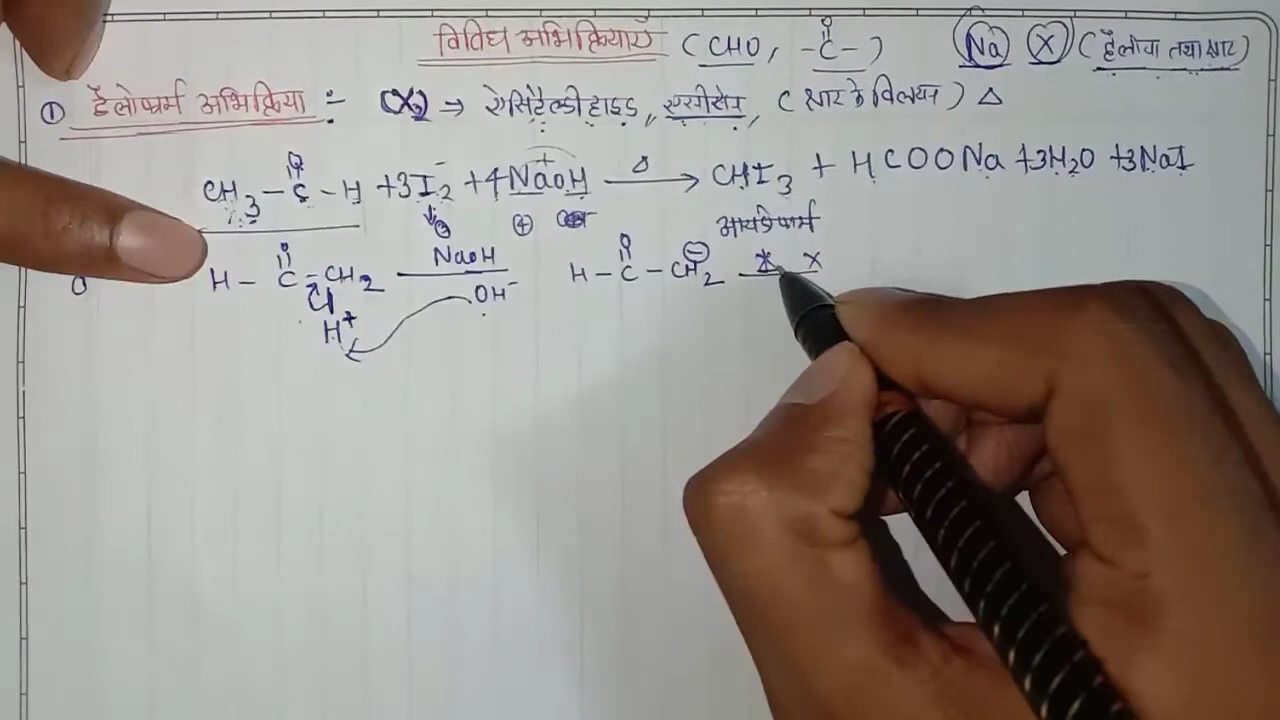 विविध अभिक्रियाऐं (CHO, -C-) Na X (हैलोजन तथा क्षार)
O
① हैलोफार्म अभिक्रिया :- (X₂) → ऐसिटैल्डीहाइड, एसीटोन, (क्षार के विलयन) Δ
O
CH₃ - C - H + 3I₂ + 4NaOH Δ → CHI₃ + HCOONa + 3H₂O + 3NaI
आयडोफार्म
O NaOH O ⊖ X X
H - C - CH₂ OH⁻ H - C - CH₂
H⁺